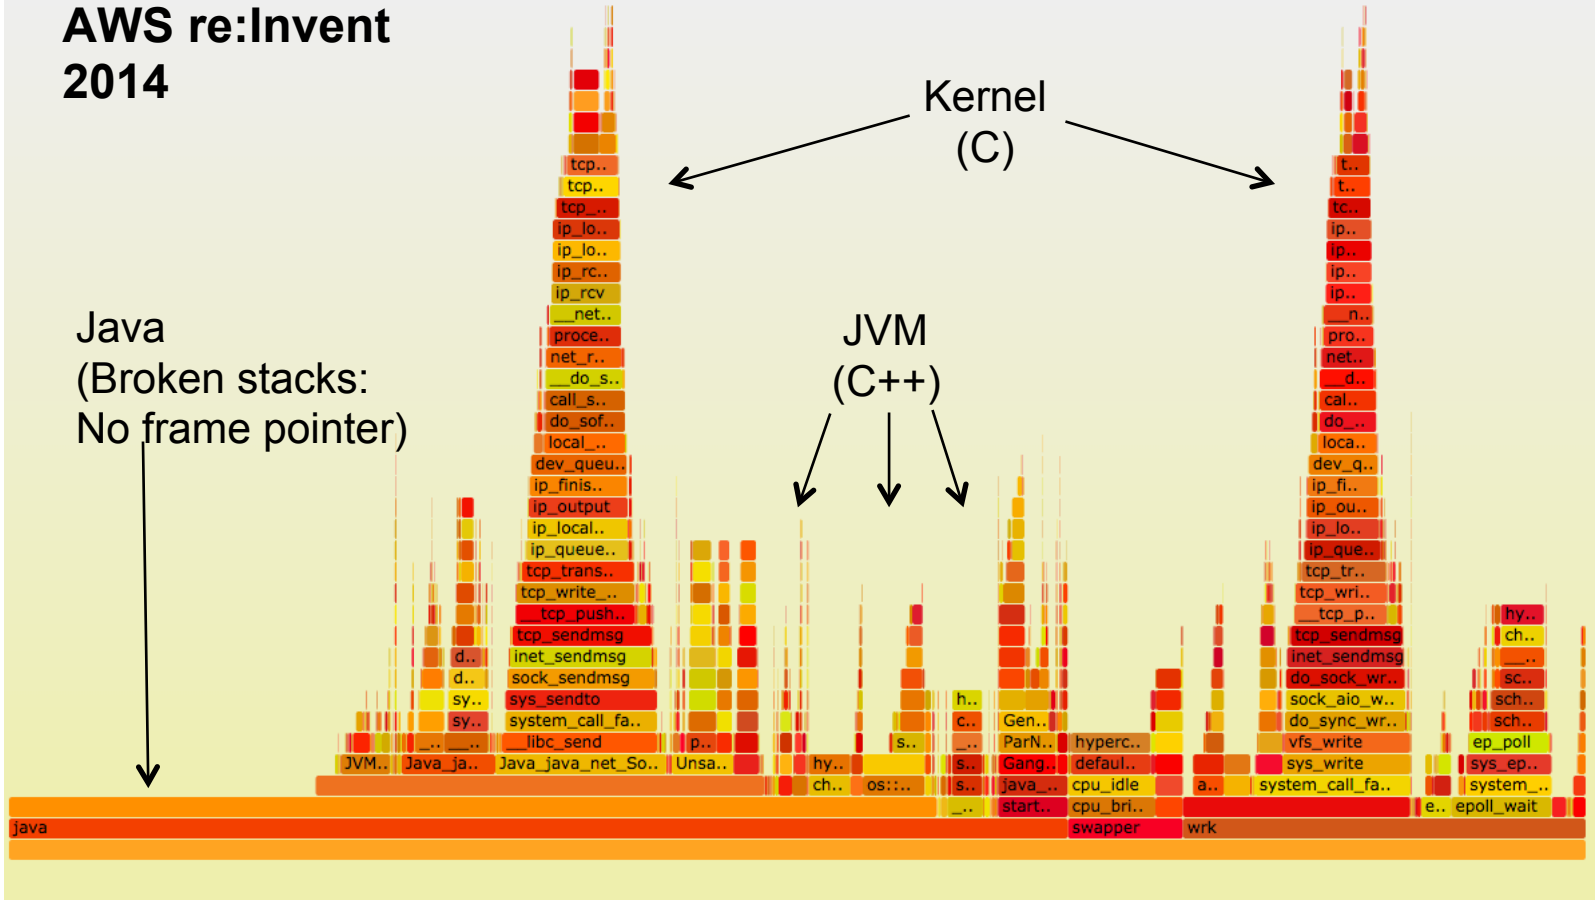 AWS re:Invent
2014
Kernel
(C)
Java
(Broken stacks:
No frame pointer)
JVM
(C++)
tcp.. t..
tcp.. t..
tcp_.. tc..
ip_lo.. ip..
ip_lo.. ip..
ip_rc.. ip..
ip_rcv ip..
__net.. __n..
proce.. pro..
net_r.. net..
__do_s.. __d..
call_s.. cal..
do_sof.. do_..
local_.. loca..
dev_queu.. dev_q..
ip_finis.. ip_fi..
ip_output ip_ou..
ip_local.. ip_lo..
ip_queue.. ip_que..
tcp_trans.. tcp_tr..
tcp_write_.. tcp_wri..
__tcp_push.. __tcp_p.. hy..
tcp_sendmsg tcp_sendmsg ch..
d.. inet_sendmsg inet_sendmsg __..
d.. sock_sendmsg do_sock_wr.. sc..
sy.. sys_sendto h.. sock_aio_w.. sch..
sy.. system_call_fa.. c.. Gen.. do_sync_wr.. sch..
_.. __.. __libc_send p.. s.. _.. ParN.. hyperc.. vfs_write ep_poll
JVM.. Java_ja.. Java_java_net_So.. Unsa.. hy.. s.. Gang.. defaul.. sys_write sys_ep..
ch.. os::.. s.. java_.. cpu_idle a.. system_call_fa.. system_..
_.. start.. cpu_bri.. e.. epoll_wait
java swapper wrk